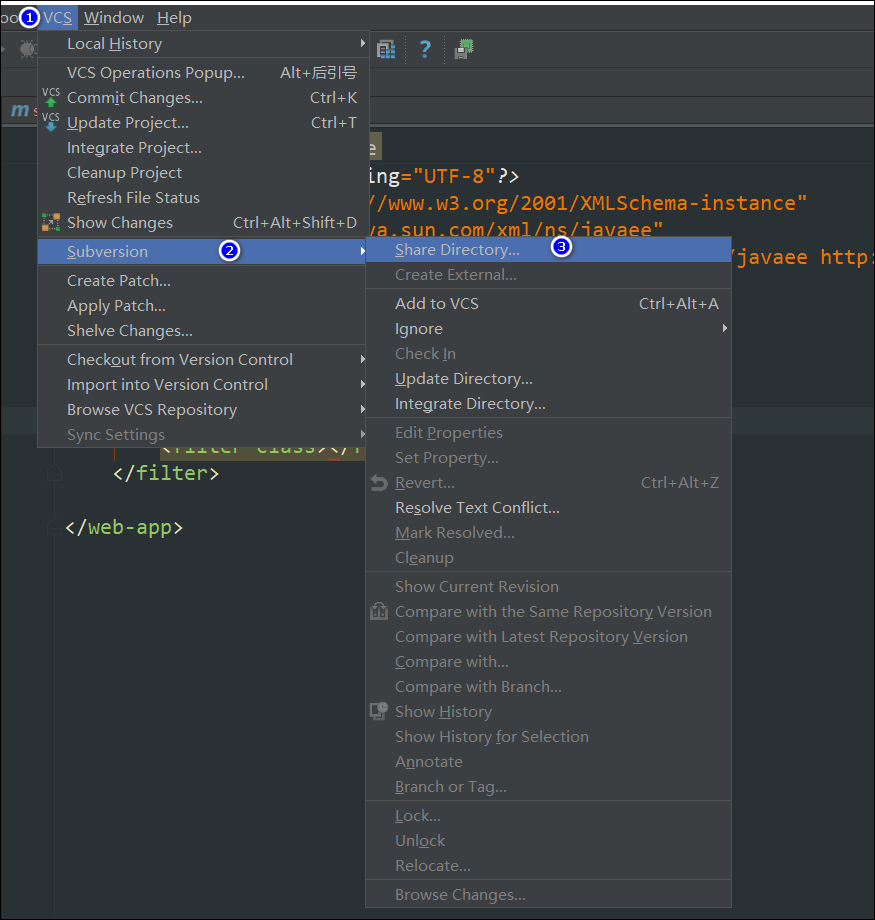 1 VCS Window Help
Local History
VCS Operations Popup... Alt+后引号
VCS Commit Changes... Ctrl+K
VCS Update Project... Ctrl+T
Integrate Project...
Cleanup Project
Refresh File Status
Show Changes Ctrl+Alt+Shift+D
Subversion 2
Create Patch...
Apply Patch...
Shelve Changes...
Checkout from Version Control
Import into Version Control
Browse VCS Repository
Sync Settings
?
m
ing="UTF-8"?>
//www.w3.org/2001/XMLSchema-instance"
va.sun.com/xml/ns/javaee"
/javaee http:
Share Directory... 3
Create External...
Add to VCS Ctrl+Alt+A
Ignore
Check In
Update Directory...
Integrate Directory...
Edit Properties
Set Property...
Revert... Ctrl+Alt+Z
Resolve Text Conflict...
Mark Resolved...
Cleanup
Show Current Revision
Compare with the Same Repository Version
Compare with Latest Repository Version
Compare with...
Compare with Branch...
Show History
Show History for Selection
Annotate
Branch or Tag...
Lock...
Unlock
Relocate...
Browse Changes...
</filter>
</web-app>